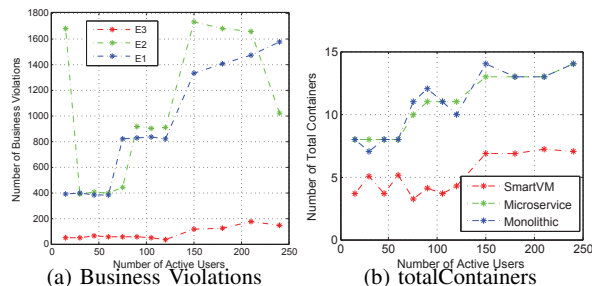 1800
1600
1400
1200
1000
800
600
400
200
0
Number of Business Violations
E3
E2
E1
0 50 100 150 200 250
Number of Active Users
(a) Business Violations
15
10
5
0
Number of Total Containers
SmartVM
Microservice
Monolithic
0 50 100 150 200 250
Number of Active Users
(b) totalContainers